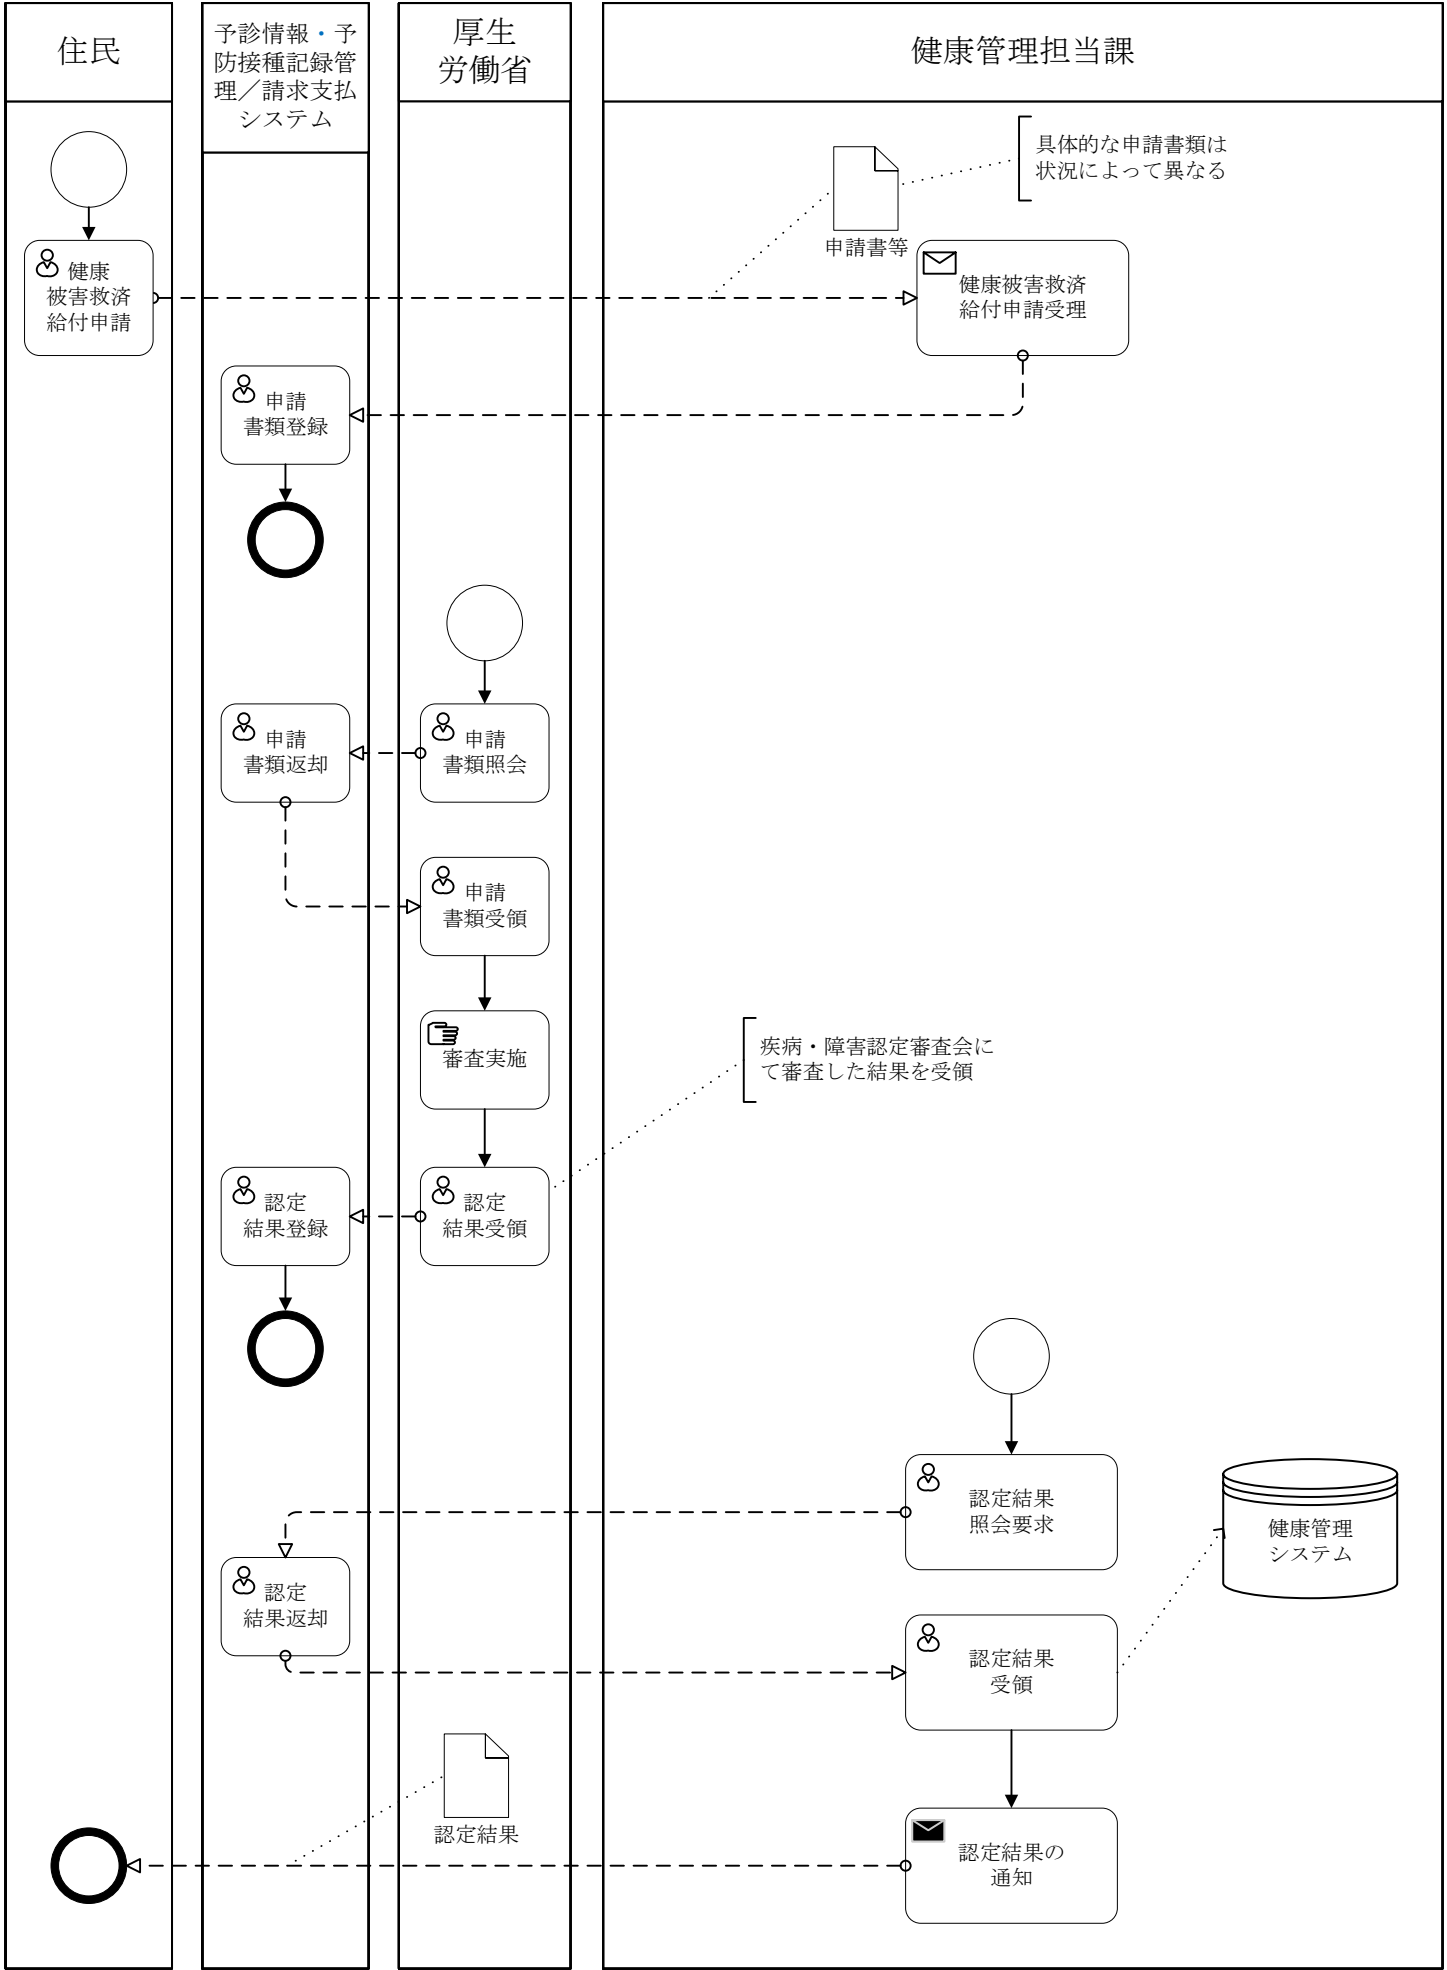 住民
予診情報・予
防接種記録管
理／請求支払
システム
厚生
労働省
健康管理担当課
具体的な申請書類は
状況によって異なる
申請書等
健康
被害救済
給付申請
健康被害救済
給付申請受理
申請
書類登録
申請
書類返却
申請
書類照会
申請
書類受領
審査実施
疾病・障害認定審査会に
て審査した結果を受領
認定
結果登録
認定
結果受領
認定結果
照会要求
健康管理
システム
認定
結果返却
認定結果
受領
認定結果
認定結果の
通知